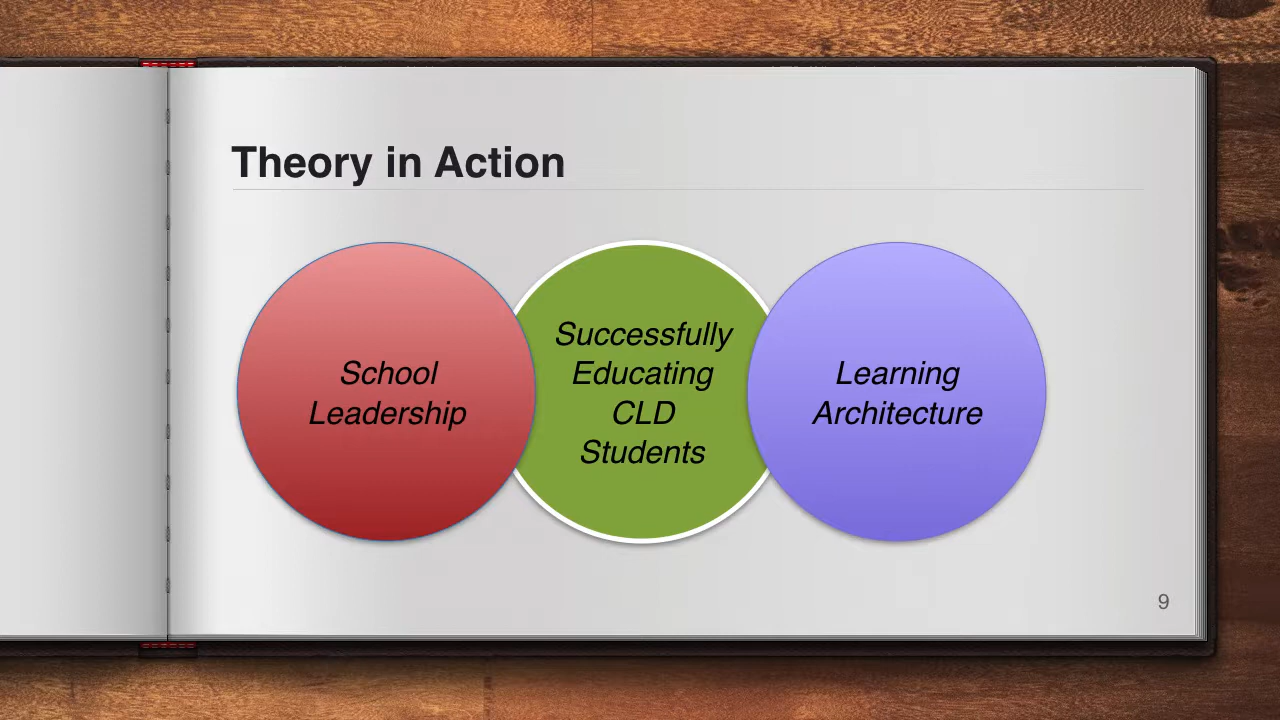 Theory in Action
School
Leadership
Successfully
Educating
CLD
Students
Learning
Architecture
9